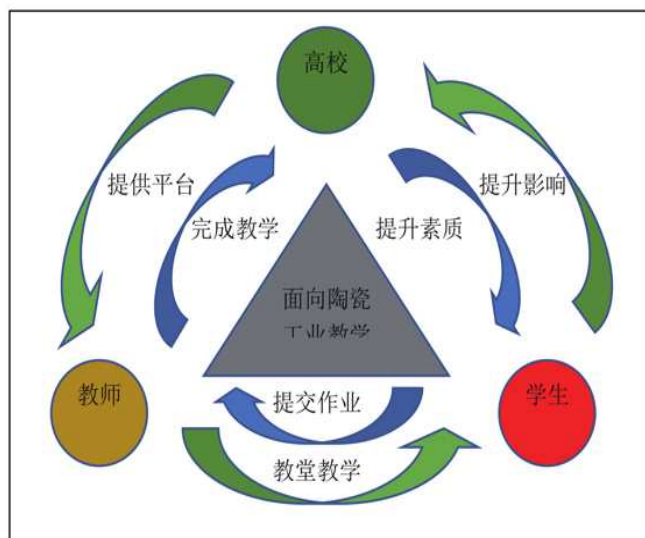 高校
提供平台
提升影响
完成教学
提升素质
面向陶瓷
工业教学
教师
学生
提交作业
教堂教学